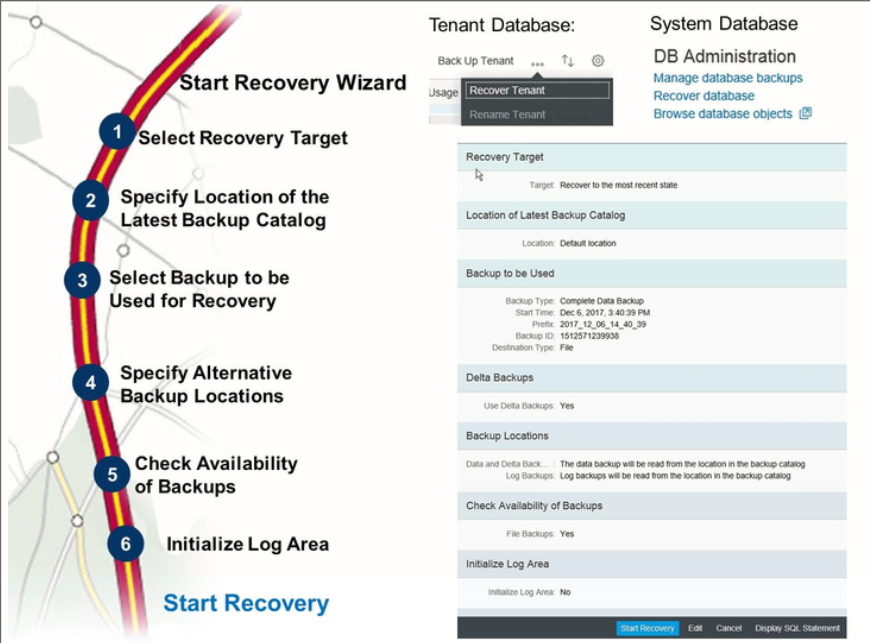 Start Recovery Wizard
1
Select Recovery Target
2
Specify Location of the
Latest Backup Catalog
3
Select Backup to be
Used for Recovery
4
Specify Alternative
Backup Locations
5
Check Availability
of Backups
6
Initialize Log Area
Start Recovery
Tenant Database:
Back Up Tenant ...
Usage
Recover Tenant
Rename Tenant
System Database
DB Administration
Manage database backups
Recover database
Browse database objects
Recovery Target
Target: Recover to the most recent state
Location of Latest Backup Catalog
Location: Default location
Backup to be Used
Backup Type: Complete Data Backup
Start Time: Dec 6, 2017, 3:40:39 PM
Prefix: 2017_12_06_14_40_39
Backup ID: 1512571239938
Destination Type: File
Delta Backups
Use Delta Backups: Yes
Backup Locations
Data and Delta Back... : The data backup will be read from the location in the backup catalog
Log Backups: Log backups will be read from the location in the backup catalog
Check Availability of Backups
File Backups: Yes
Initialize Log Area
Initialize Log Area: No
Start Recovery Edit Cancel Display SQL Statement